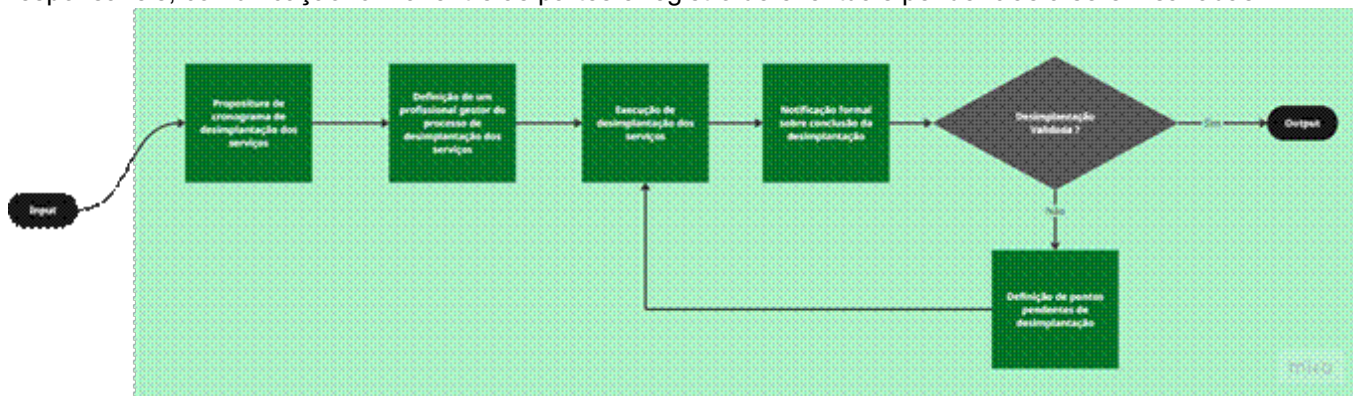 Input
Propositura de
cronograma de
desimplantação dos
serviços
Definição de um
profissional gestor do
processo de
desimplantação dos
serviços
Execução de
desimplantação dos
serviços
Notificação formal
sobre conclusão da
desimplantação
Desimplantação
Validada ?
Sim
Output
Não
Definição de pontos
pendentes de
desimplantação
miro